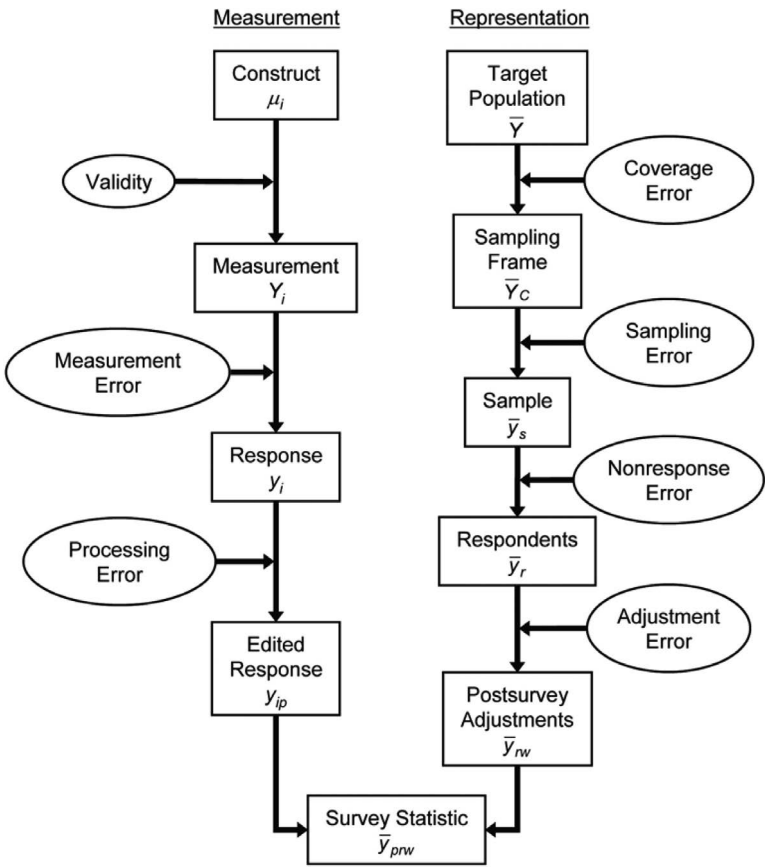 Measurement
Construct
μi
Validity
Measurement
Yi
Measurement
Error
Response
yi
Processing
Error
Edited
Response
yip
Representation
Target
Population
Ȳ
Coverage
Error
Sampling
Frame
ȲC
Sampling
Error
Sample
ȳs
Nonresponse
Error
Respondents
ȳr
Adjustment
Error
Postsurvey
Adjustments
ȳrw
Survey Statistic
ȳprw